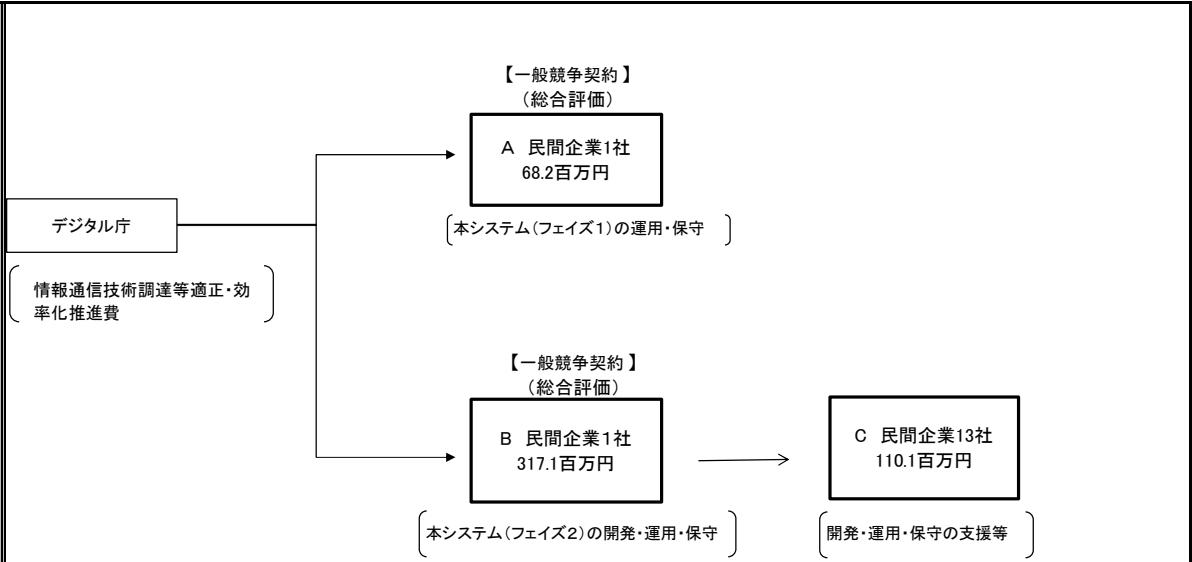 【一般競争契約】
（総合評価）
A 民間企業1社
68.2百万円
本システム（フェイズ1）の運用・保守
デジタル庁
情報通信技術調達等適正・効
率化推進費
【一般競争契約】
（総合評価）
B 民間企業1社
317.1百万円
本システム（フェイズ2）の開発・運用・保守
C 民間企業13社
110.1百万円
開発・運用・保守の支援等